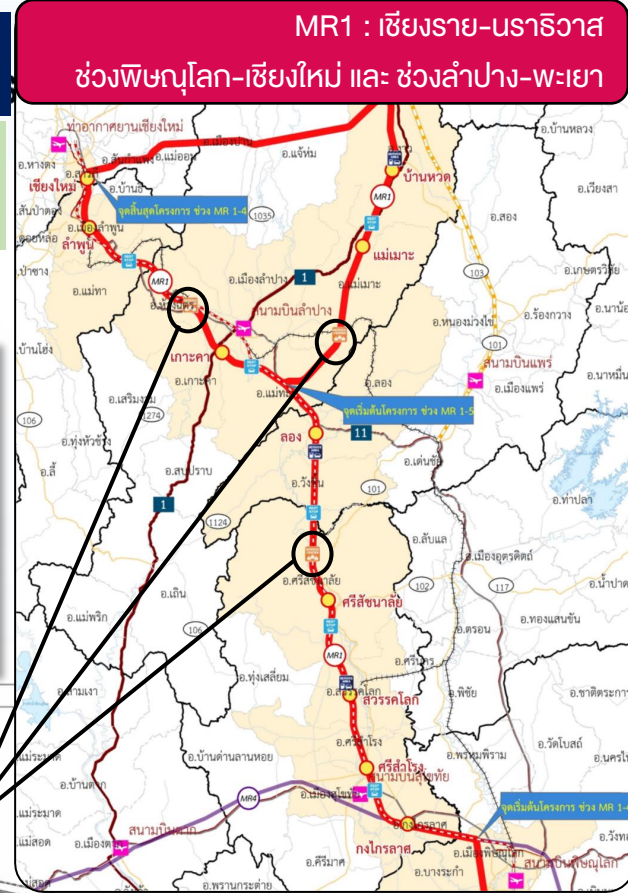 MR1 : เชียงราย-นราธิวาส
ช่วงพิษณุโลก-เชียงใหม่ และ ช่วงลำปาง-พะเยา
ท่าอากาศยานเชียงใหม่
อ.เมืองปาน
อ.แจ้ห่ม
อ.บ้านหลวง
อ.หางดง
อ.สันกำแพง
อ.แม่ออน
บ้านหวด
เชียงใหม่
MR1
อ.เวียงสา
จุดสิ้นสุดโครงการ ช่วง MR 1-4
1035
อ.สอง
ลำพูน
แม่เมาะ
103
MR1
อ.เมืองลำปาง
1
อ.แม่เมาะ
อ.แม่ทา
อ.ร้องกวาง
สนามบินลำปาง
อ.หนองม่วงไข่
101
สนามบินแพร่
เกาะคา
อ.เกาะคา
อ.ลอง
อ.เมืองแพร่
อ.เสริมงาม
1274
จุดเริ่มต้นโครงการ ช่วง MR 1-5
106
อ.ทุ่งหัวช้าง
ลอง
11
อ.ลี้
อ.สบปราบ
อ.เด่นชัย
101
1
อ.วังชิ้น
อ.ท่าปลา
1124
อ.ลับแล
อ.เมืองอุตรดิตถ์
อ.ศรีสัชนาลัย
อ.เถิน
102
117
ศรีสัชนาลัย
อ.แม่พริก
106
อ.ตรอน
อ.ทองแสนขัน
MR1
อ.ทุ่งเสลี่ยม
อ.ศรีนคร
อ.สามเงา
อ.สวรรคโลก
สวรรคโลก
อ.พิชัย
อ.ชาติตระการ
อ.ศรีสำโรง
อ.วัดโบสถ์
อ.บ้านด่านลานหอย
อ.พรหมพิราม
ศรีสำโรง
สนามบินสุโขทัย
อ.บ้านตาก
MR4
อ.เมืองสุโขทัย
จุดเริ่มต้นโครงการ ช่วง MR 1-4
สนามบินตาก
อ.กงไกรลาศ
กงไกรลาศ
อ.เมืองพิษณุโลก
อ.เมืองตาก
อ.คีรีมาศ
อ.บางระกำ
สนามบินพิษณุโลก
อ.พรานกระต่าย